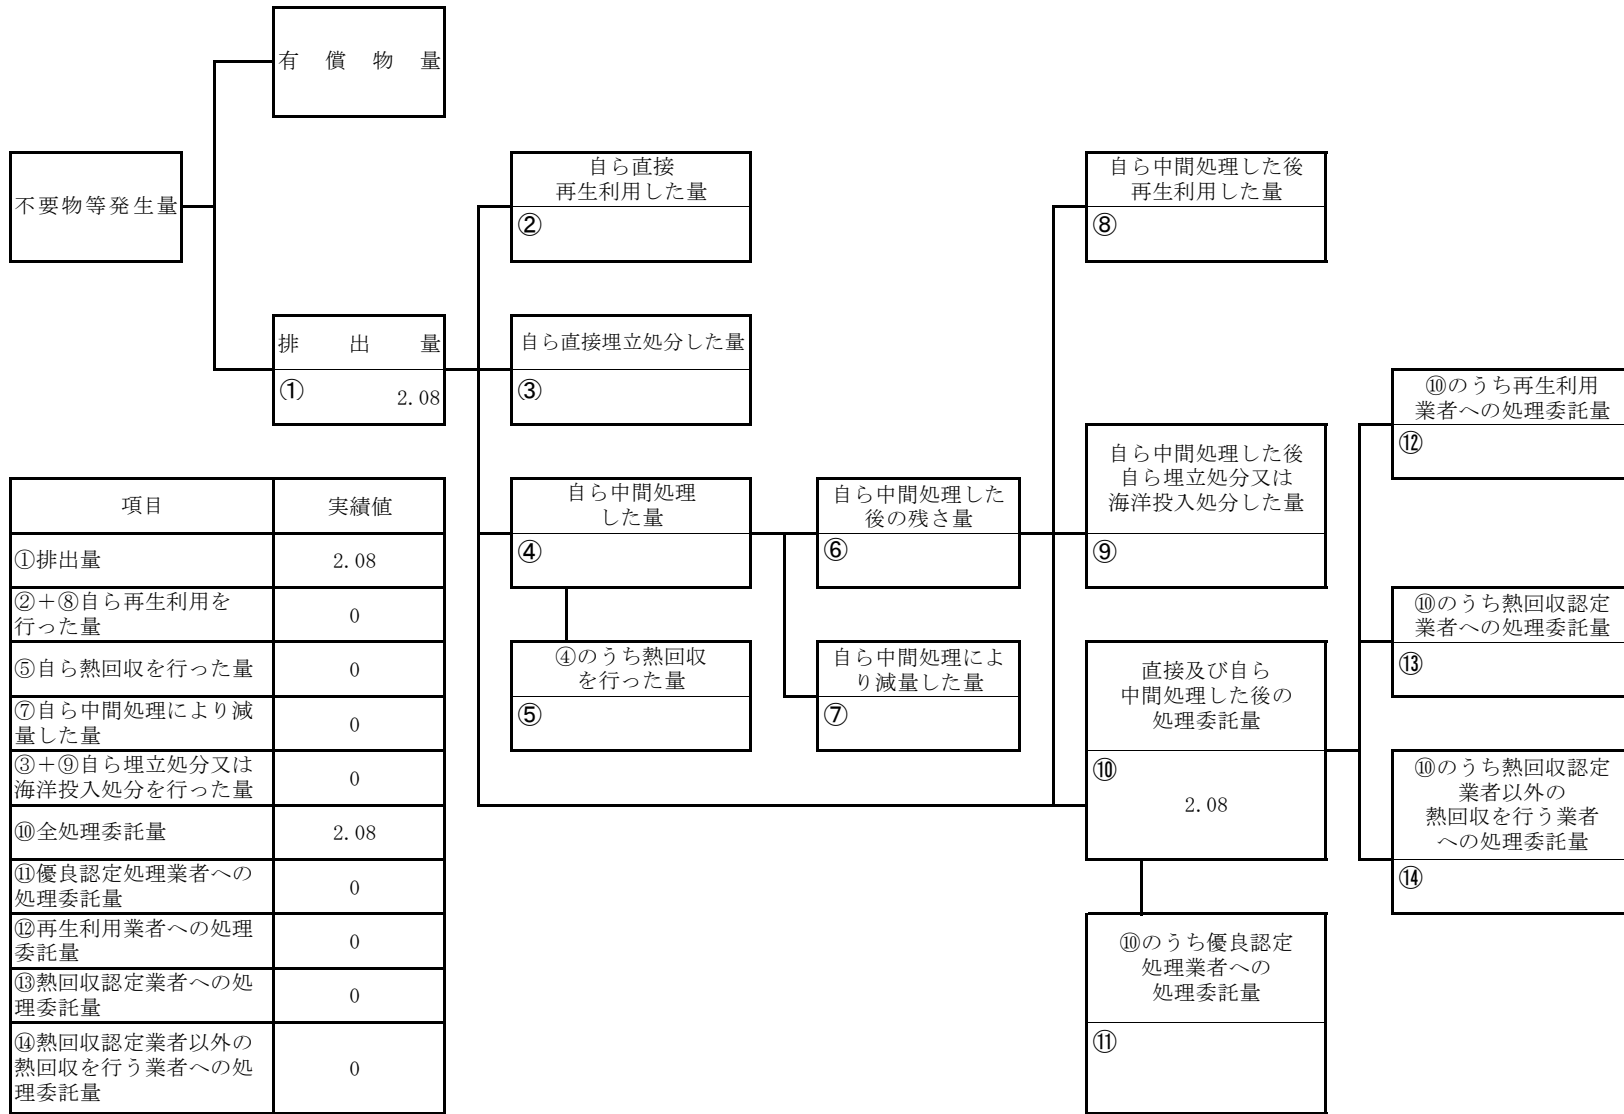 有償物量
不要物等発生量
排出量
①
2.08
自ら直接
再生利用した量
②
自ら直接埋立処分した量
③
自ら中間処理
した量
④
④のうち熱回収
を行った量
⑤
自ら中間処理した
後の残さ量
⑥
自ら中間処理によ
り減量した量
⑦
自ら中間処理した後
再生利用した量
⑧
自ら中間処理した後
自ら埋立処分又は
海洋投入処分した量
⑨
直接及び自ら
中間処理した後の
処理委託量
⑩
2.08
⑩のうち優良認定
処理業者への
処理委託量
⑪
⑩のうち再生利用
業者への処理委託量
⑫
⑩のうち熱回収認定
業者への処理委託量
⑬
⑩のうち熱回収認定
業者以外の
熱回収を行う業者
への処理委託量
⑭
項目 実績値
①排出量 2.08
②+⑧自ら再生利用を
行った量 0
⑤自ら熱回収を行った量 0
⑦自ら中間処理により減
量した量 0
③+⑨自ら埋立処分又は
海洋投入処分を行った量 0
⑩全処理委託量 2.08
⑪優良認定処理業者への
処理委託量 0
⑫再生利用業者への処理
委託量 0
⑬熱回収認定業者への処
理委託量 0
⑭熱回収認定業者以外の
熱回収を行う業者への処
理委託量 0